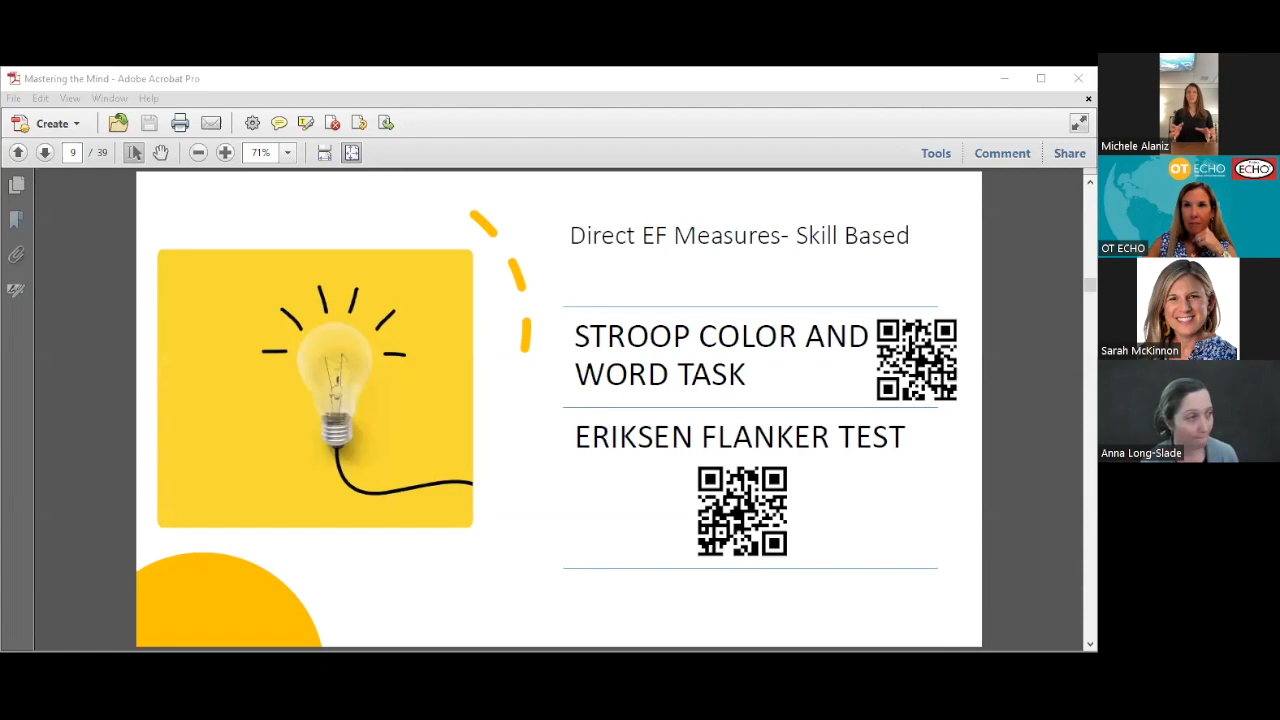 Mastering the Mind - Adobe Acrobat Pro
File Edit View Window Help
Create
9 / 39
71%
Tools Comment Share
Direct EF Measures- Skill Based
STROOP COLOR AND
WORD TASK
ERIKSEN FLANKER TEST
Michele Alaniz
OT ECHO
ECHO
OT ECHO
Sarah McKinnon
Anna Long-Slade